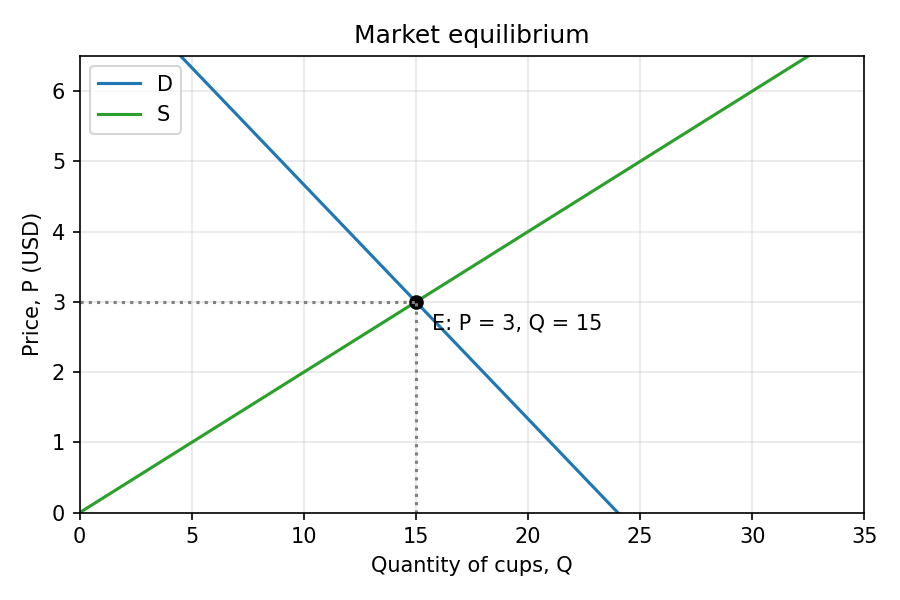 Market equilibrium
D
S
Price, P (USD)
6
5
4
3
2
1
0
E: P = 3, Q = 15
0 5 10 15 20 25 30 35
Quantity of cups, Q